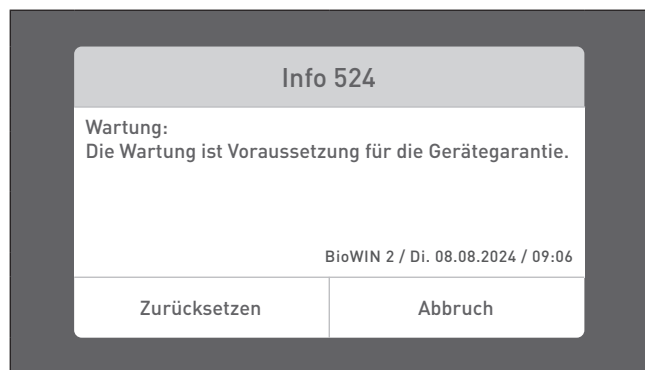 Info 524
Wartung:
Die Wartung ist Voraussetzung für die Gerätegarantie.
BioWIN 2 / Di. 08.08.2024 / 09:06
Zurücksetzen
Abbruch